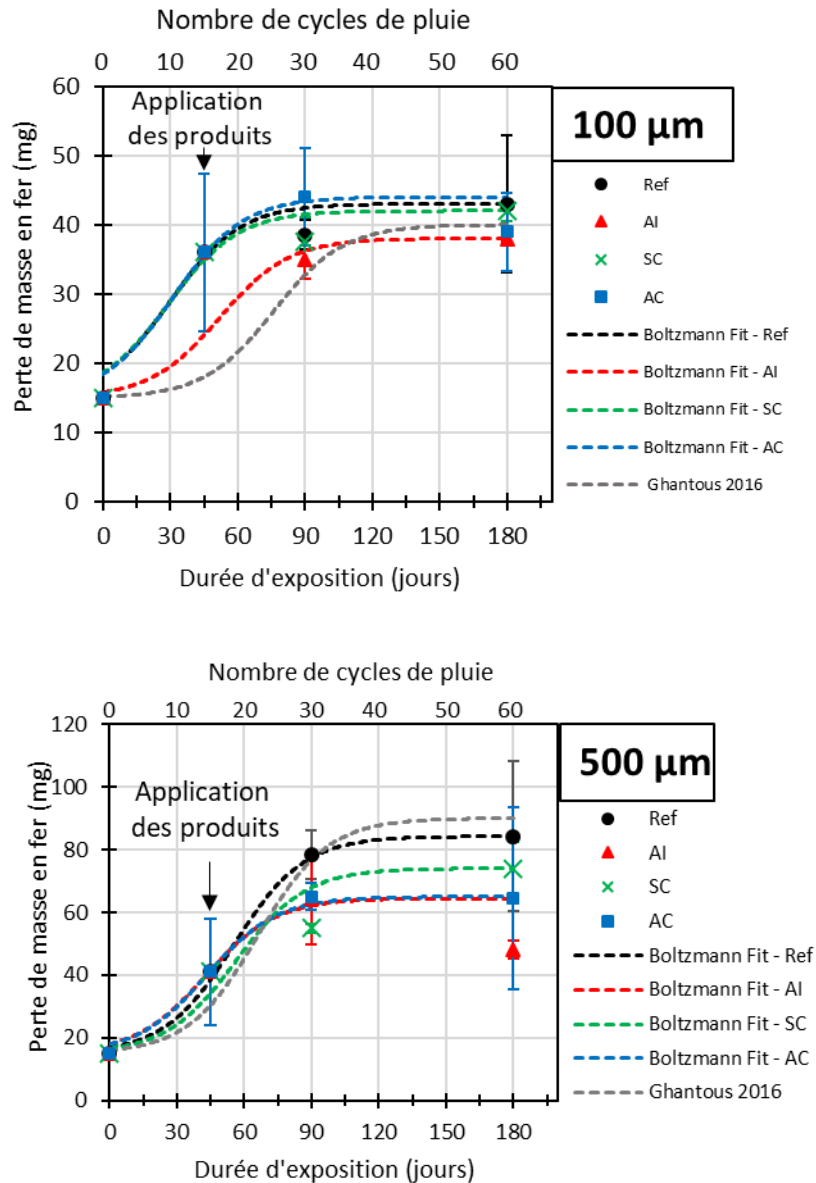 Nombre de cycles de pluie
0 10 20 30 40 50 60
60
50
40
30
20
10
0
Perte de masse en fer (mg)
Application
des produits
0 30 60 90 120 150 180
Durée d'exposition (jours)
100 µm
Ref
AI
SC
AC
Boltzmann Fit - Ref
Boltzmann Fit - AI
Boltzmann Fit - SC
Boltzmann Fit - AC
Ghantous 2016
Nombre de cycles de pluie
0 10 20 30 40 50 60
120
100
80
60
40
20
0
Perte de masse en fer (mg)
Application
des produits
0 30 60 90 120 150 180
Durée d'exposition (jours)
500 µm
Ref
AI
SC
AC
Boltzmann Fit - Ref
Boltzmann Fit - AI
Boltzmann Fit - SC
Boltzmann Fit - AC
Ghantous 2016